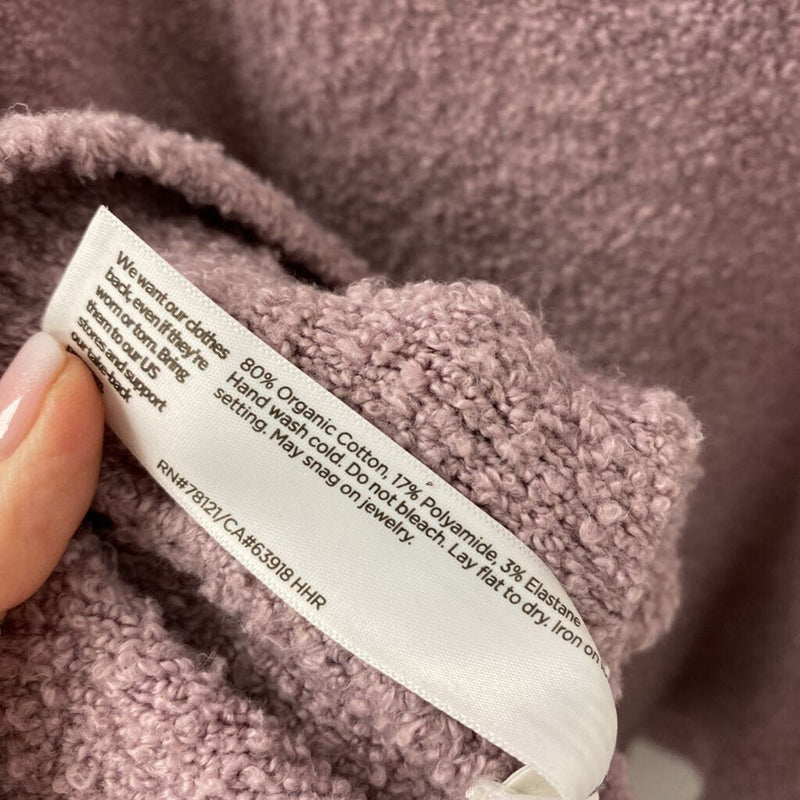 We want our clothes
back, even if they're
worn or torn. Bring
them to our US
stores and support
our take back
80% Organic Cotton, 17% Polyamide, 3% Elastane
Hand wash cold. Do not bleach. Lay flat to dry. Iron on
setting. May snag on jewelry.
RN#78121/CA#63918 HHR